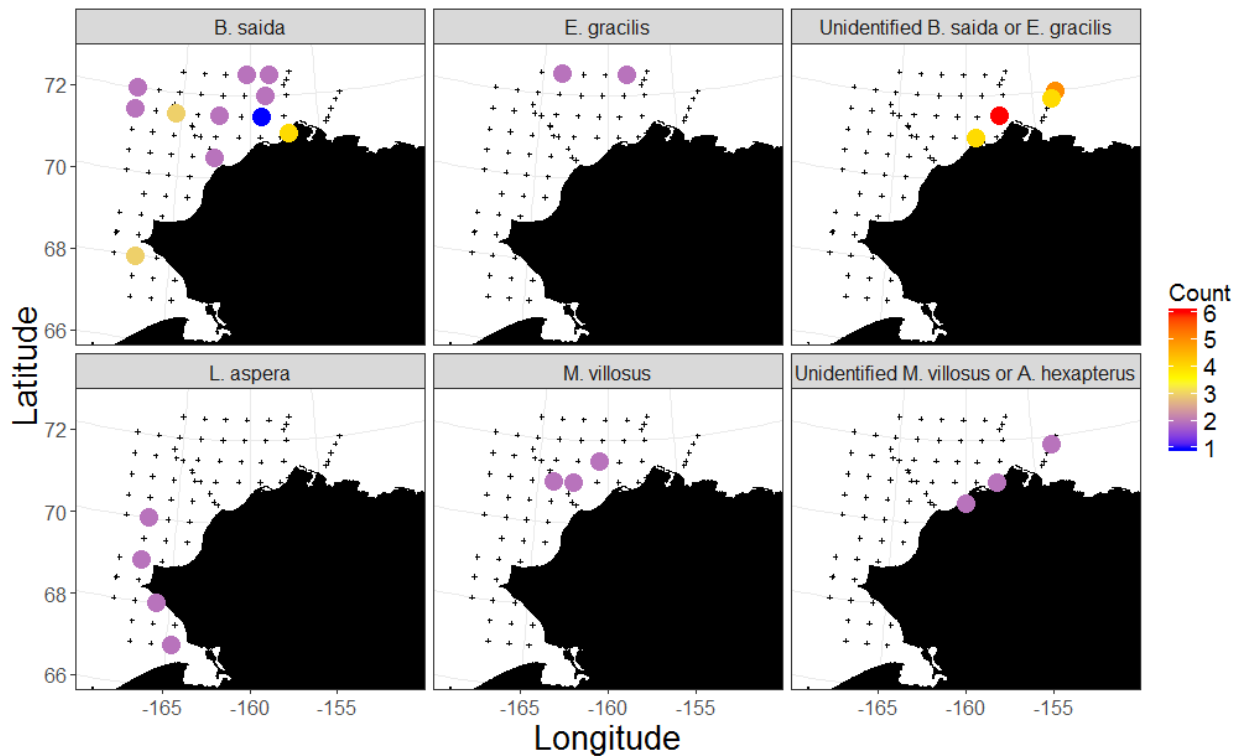 B. saida
E. gracilis
Unidentified B. saida or E. gracilis
72
70
68
66
L. aspera
M. villosus
Unidentified M. villosus or A. hexapterus
72
70
68
66
-165
-160
-155
-165
-160
-155
-165
-160
-155
Latitude
Longitude
Count
6
5
4
3
2
1